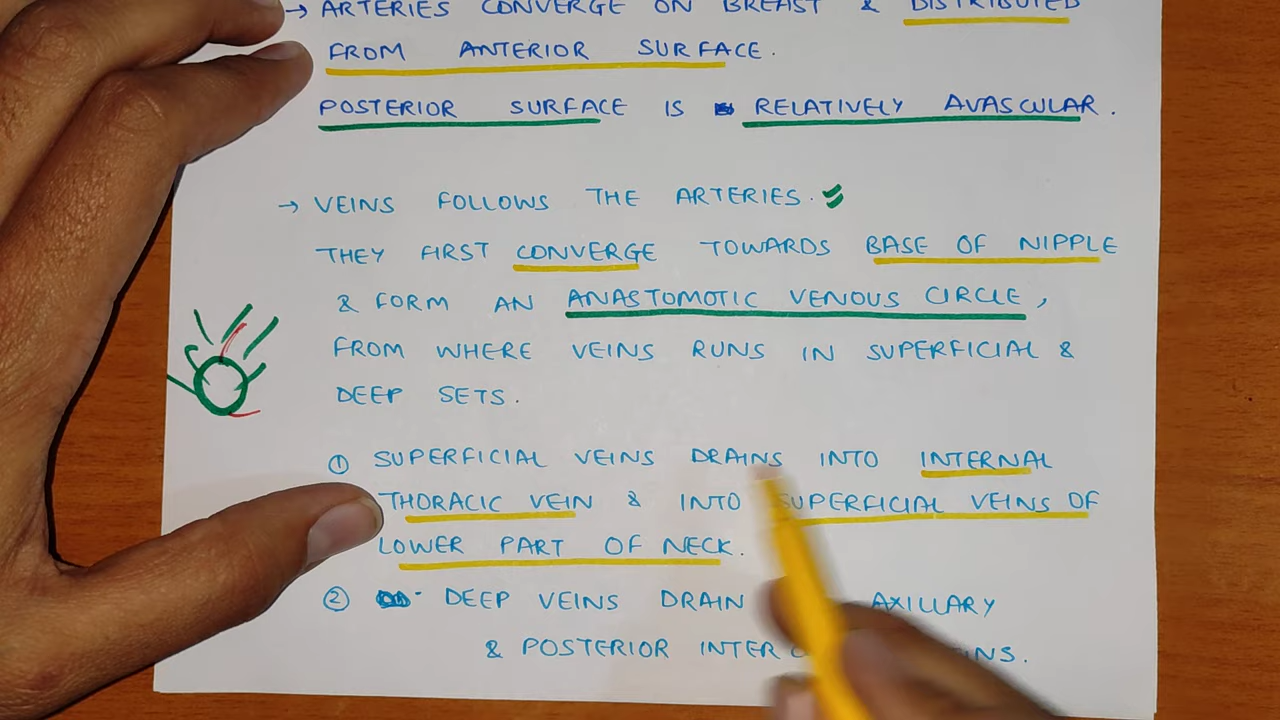 → ARTERIES CONVERGE ON BREAST & DISTRIBUTED
FROM ANTERIOR SURFACE.
POSTERIOR SURFACE IS RELATIVELY AVASCULAR.
→ VEINS FOLLOWS THE ARTERIES.
THEY FIRST CONVERGE TOWARDS BASE OF NIPPLE
& FORM AN ANASTOMOTIC VENOUS CIRCLE,
FROM WHERE VEINS RUNS IN SUPERFICIAL &
DEEP SETS.
① SUPERFICIAL VEINS DRAINS INTO INTERNAL
THORACIC VEIN & INTO SUPERFICIAL VEINS OF
LOWER PART OF NECK.
② DEEP VEINS DRAIN AXILLARY
& POSTERIOR